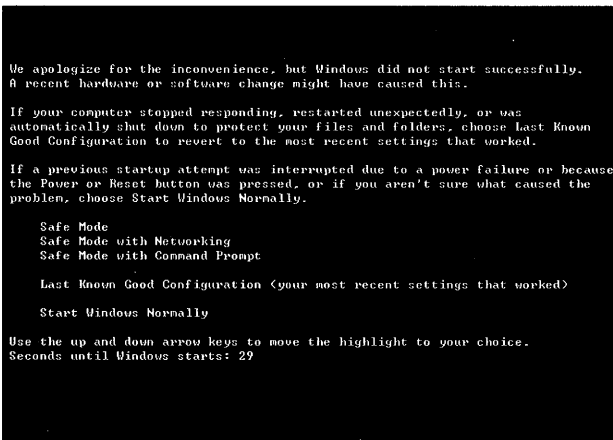 We apologize for the inconvenience, but Windows did not start successfully.
A recent hardware or software change might have caused this.
If your computer stopped responding, restarted unexpectedly, or was
automatically shut down to protect your files and folders, choose Last Known
Good Configuration to revert to the most recent settings that worked.
If a previous startup attempt was interrupted due to a power failure or because
the Power or Reset button was pressed, or if you aren't sure what caused the
problem, choose Start Windows Normally.
Safe Mode
Safe Mode with Networking
Safe Mode with Command Prompt
Last Known Good Configuration (your most recent settings that worked)
Start Windows Normally
Use the up and down arrow keys to move the highlight to your choice.
Seconds until Windows starts: 29